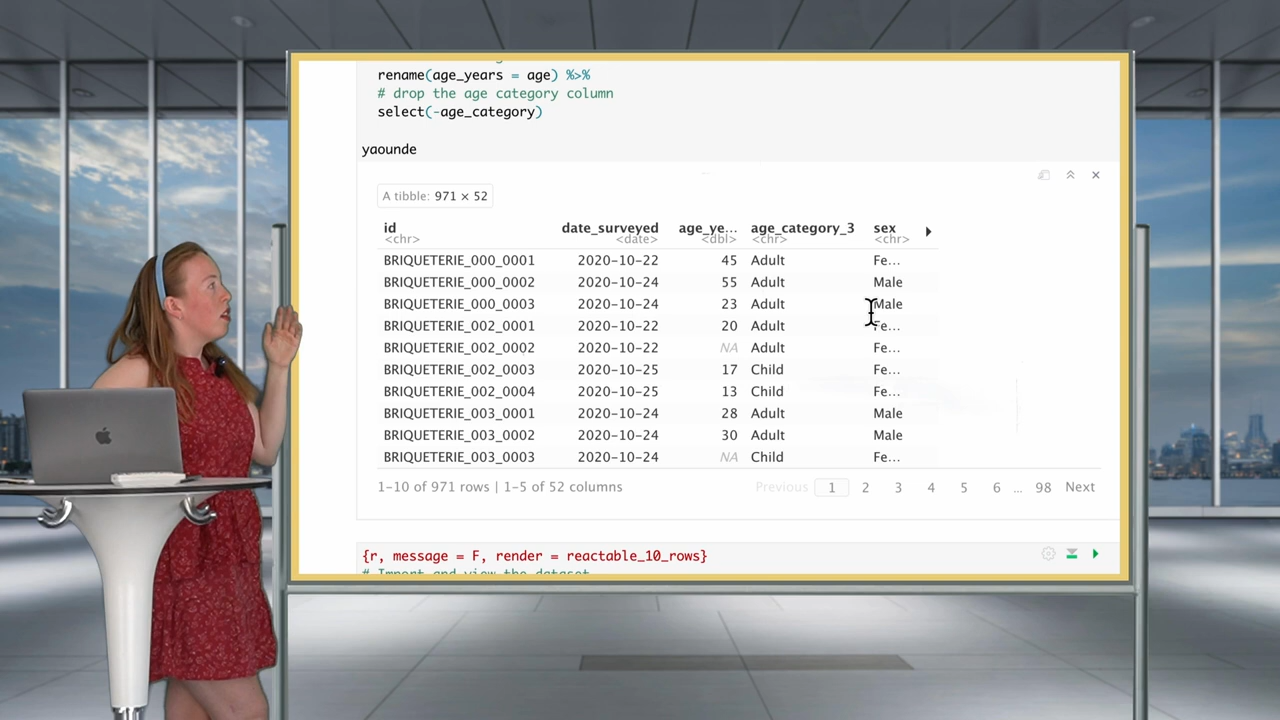 rename(age_years = age) %>%
# drop the age category column
select(-age_category)
yaounde
A tibble: 971 × 52
id date_surveyed age_ye… age_category_3 sex
<chr> <date> <dbl> <chr> <chr>
BRIQUETERIE_000_0001 2020-10-22 45 Adult Fe…
BRIQUETERIE_000_0002 2020-10-24 55 Adult Male
BRIQUETERIE_000_0003 2020-10-24 23 Adult Male
BRIQUETERIE_002_0001 2020-10-22 20 Adult Fe…
BRIQUETERIE_002_0002 2020-10-22 NA Adult Fe…
BRIQUETERIE_002_0003 2020-10-25 17 Child Fe…
BRIQUETERIE_002_0004 2020-10-25 13 Child Fe…
BRIQUETERIE_003_0001 2020-10-24 28 Adult Male
BRIQUETERIE_003_0002 2020-10-24 30 Adult Male
BRIQUETERIE_003_0003 2020-10-24 NA Child Fe…
1-10 of 971 rows | 1-5 of 52 columns Previous 1 2 3 4 5 6 … 98 Next
{r, message = F, render = reactable_10_rows}
# Import and view the dataset